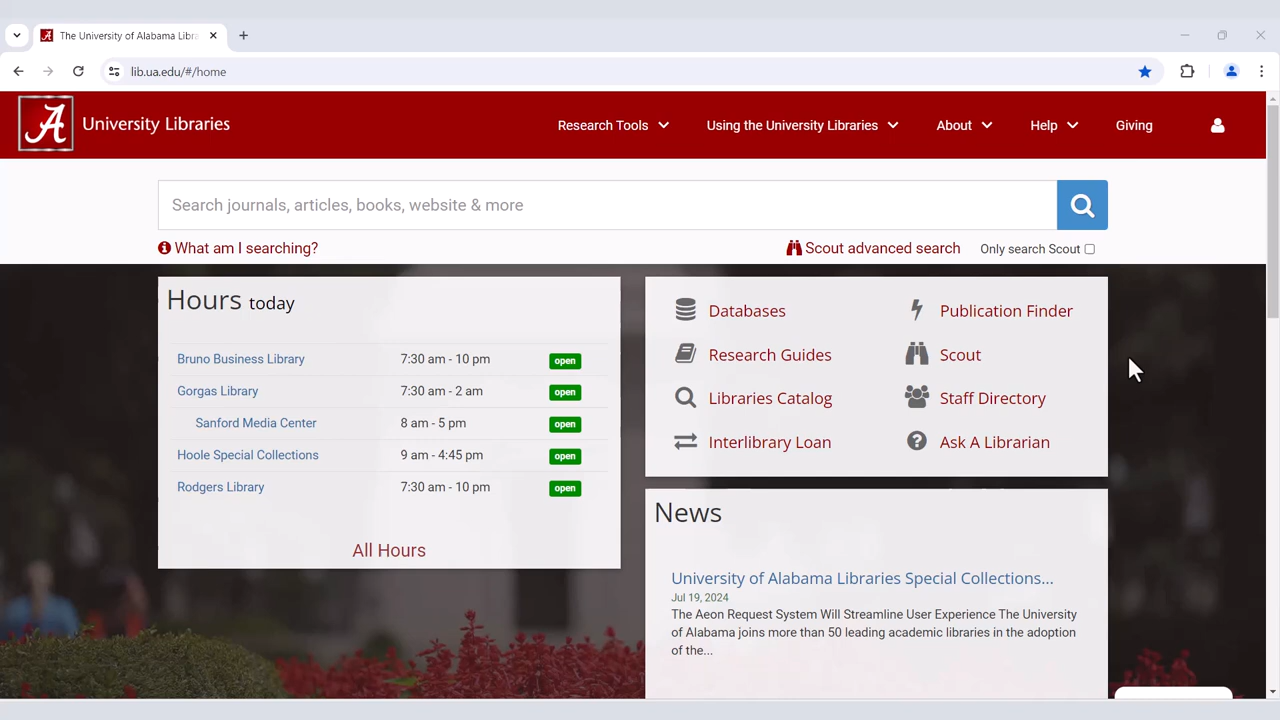 The University of Alabama Libra
lib.ua.edu/#/home
A University Libraries
Research Tools
Using the University Libraries
About
Help
Giving
Search journals, articles, books, website & more
What am I searching?
Scout advanced search
Only search Scout
Hours today
Bruno Business Library 7:30 am - 10 pm open
Gorgas Library 7:30 am - 2 am open
Sanford Media Center 8 am - 5 pm open
Hoole Special Collections 9 am - 4:45 pm open
Rodgers Library 7:30 am - 10 pm open
All Hours
Databases
Publication Finder
Research Guides
Scout
Libraries Catalog
Staff Directory
Interlibrary Loan
Ask A Librarian
News
University of Alabama Libraries Special Collections...
Jul 19, 2024
The Aeon Request System Will Streamline User Experience The University
of Alabama joins more than 50 leading academic libraries in the adoption
of the...